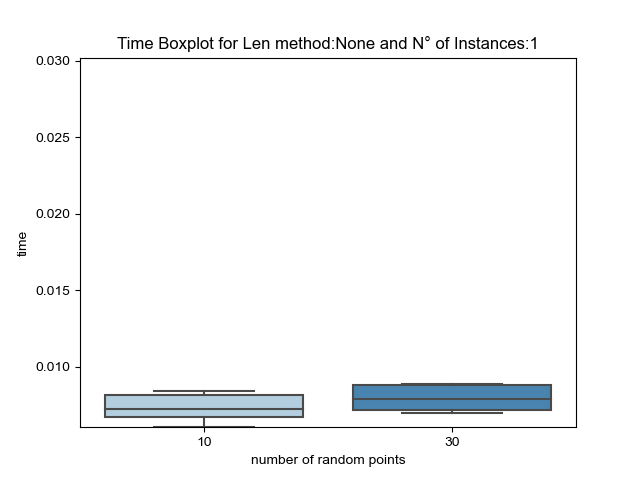 Time Boxplot for Len method:None and N° of Instances:1
0.030
0.025
0.020
0.015
0.010
time
10 30
number of random points